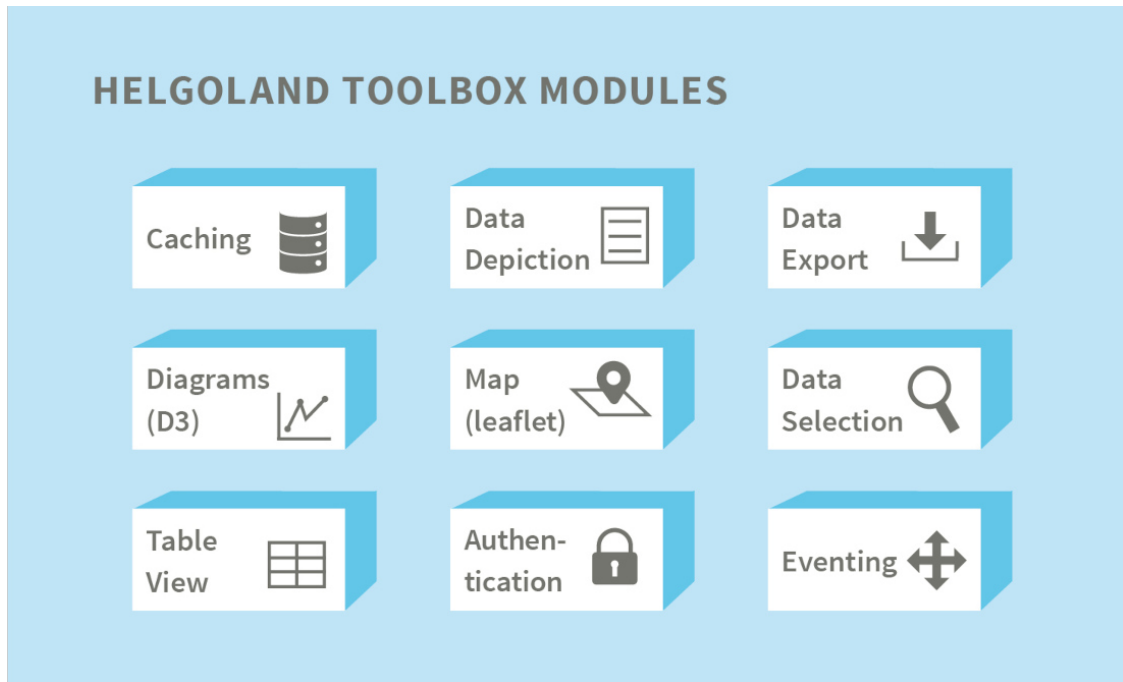 HELGOLAND TOOLBOX MODULES
Caching
Data
Depiction
Data
Export
Diagrams
(D3)
Map
(leaflet)
Data
Selection
Table
View
Authen-
tication
Eventing